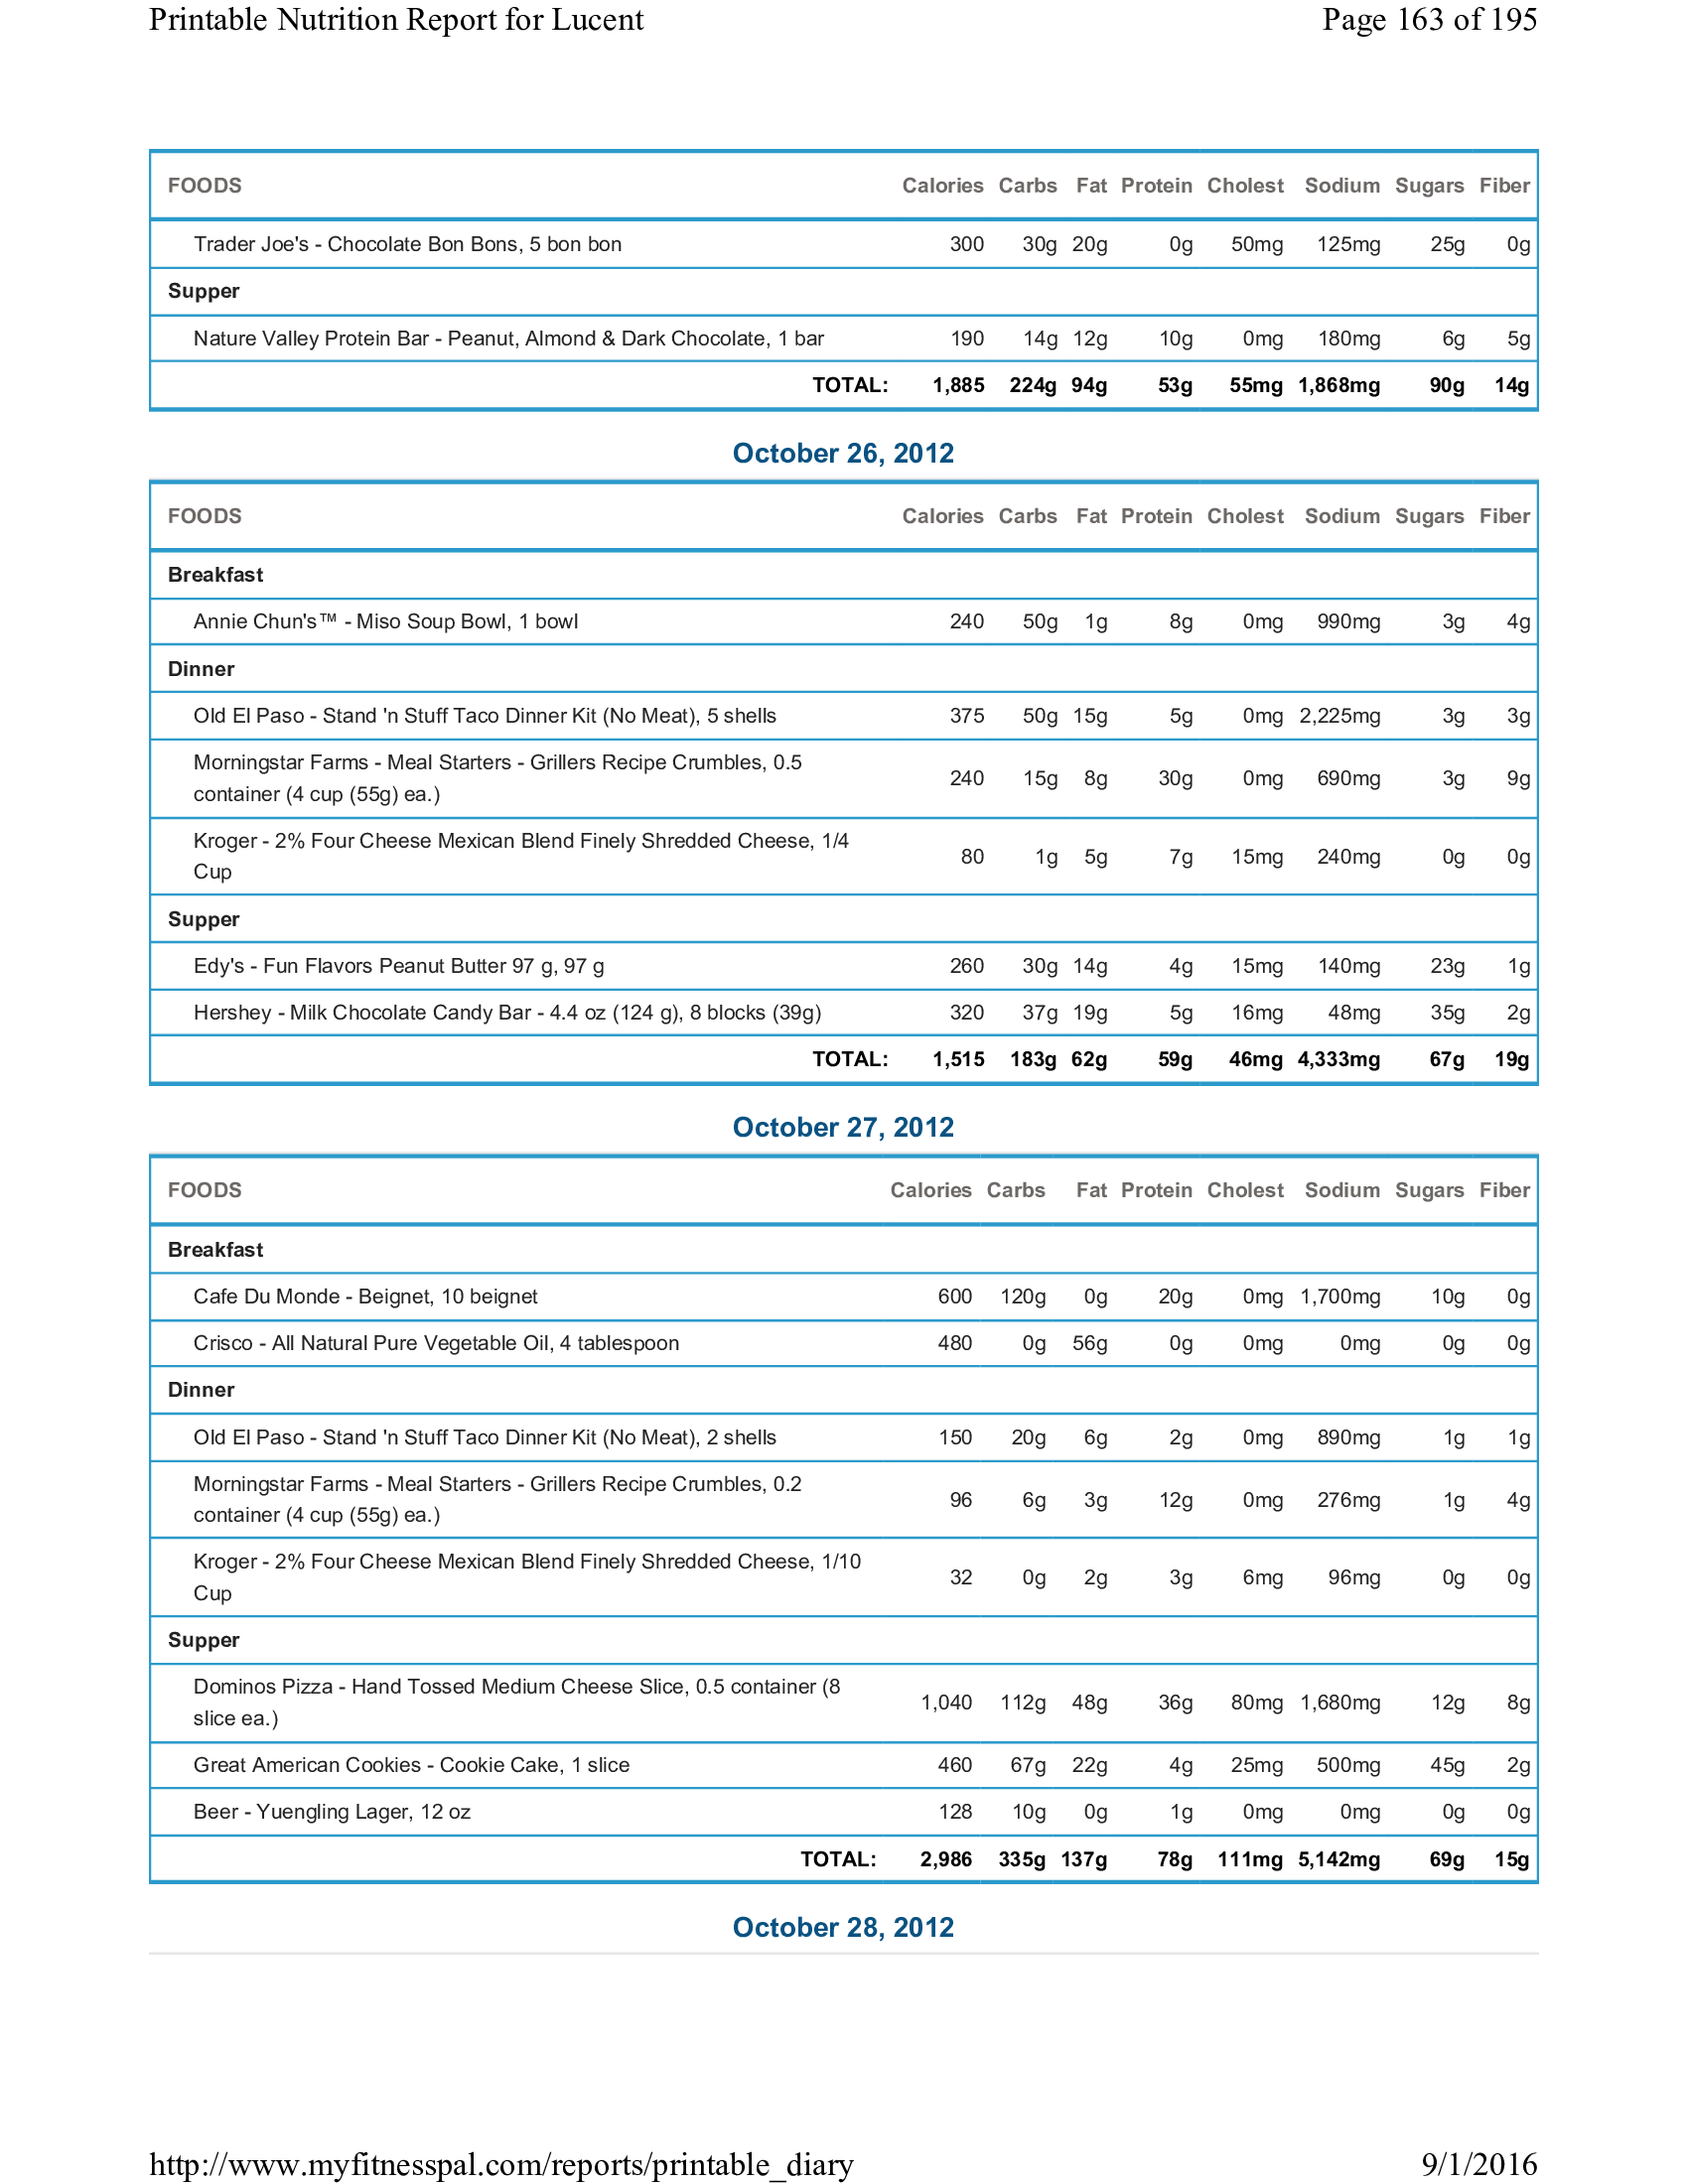 Printable Nutrition Report for Lucent Page 163 of 195
FOODS Calories Carbs Fat Protein Cholest Sodium Sugars Fiber
Trader Joe's - Chocolate Bon Bons, 5 bon bon 300 30g 20g 0g 50mg 125mg 25g 0g
Supper
Nature Valley Protein Bar - Peanut, Almond & Dark Chocolate, 1 bar 190 14g 12g 10g 0mg 180mg 6g 5g
TOTAL: 1,885 224g 94g 53g 55mg 1,868mg 90g 14g
October 26, 2012
FOODS Calories Carbs Fat Protein Cholest Sodium Sugars Fiber
Breakfast
Annie Chun's™ - Miso Soup Bowl, 1 bowl 240 50g 1g 8g 0mg 990mg 3g 4g
Dinner
Old El Paso - Stand 'n Stuff Taco Dinner Kit (No Meat), 5 shells 375 50g 15g 5g 0mg 2,225mg 3g 3g
Morningstar Farms - Meal Starters - Grillers Recipe Crumbles, 0.5
container (4 cup (55g) ea.) 240 15g 8g 30g 0mg 690mg 3g 9g
Kroger - 2% Four Cheese Mexican Blend Finely Shredded Cheese, 1/4
Cup 80 1g 5g 7g 15mg 240mg 0g 0g
Supper
Edy's - Fun Flavors Peanut Butter 97 g, 97 g 260 30g 14g 4g 15mg 140mg 23g 1g
Hershey - Milk Chocolate Candy Bar - 4.4 oz (124 g), 8 blocks (39g) 320 37g 19g 5g 16mg 48mg 35g 2g
TOTAL: 1,515 183g 62g 59g 46mg 4,333mg 67g 19g
October 27, 2012
FOODS Calories Carbs Fat Protein Cholest Sodium Sugars Fiber
Breakfast
Cafe Du Monde - Beignet, 10 beignet 600 120g 0g 20g 0mg 1,700mg 10g 0g
Crisco - All Natural Pure Vegetable Oil, 4 tablespoon 480 0g 56g 0g 0mg 0mg 0g 0g
Dinner
Old El Paso - Stand 'n Stuff Taco Dinner Kit (No Meat), 2 shells 150 20g 6g 2g 0mg 890mg 1g 1g
Morningstar Farms - Meal Starters - Grillers Recipe Crumbles, 0.2
container (4 cup (55g) ea.) 96 6g 3g 12g 0mg 276mg 1g 4g
Kroger - 2% Four Cheese Mexican Blend Finely Shredded Cheese, 1/10
Cup 32 0g 2g 3g 6mg 96mg 0g 0g
Supper
Dominos Pizza - Hand Tossed Medium Cheese Slice, 0.5 container (8
slice ea.) 1,040 112g 48g 36g 80mg 1,680mg 12g 8g
Great American Cookies - Cookie Cake, 1 slice 460 67g 22g 4g 25mg 500mg 45g 2g
Beer - Yuengling Lager, 12 oz 128 10g 0g 1g 0mg 0mg 0g 0g
TOTAL: 2,986 335g 137g 78g 111mg 5,142mg 69g 15g
October 28, 2012
http://www.myfitnesspal.com/reports/printable_diary 9/1/2016